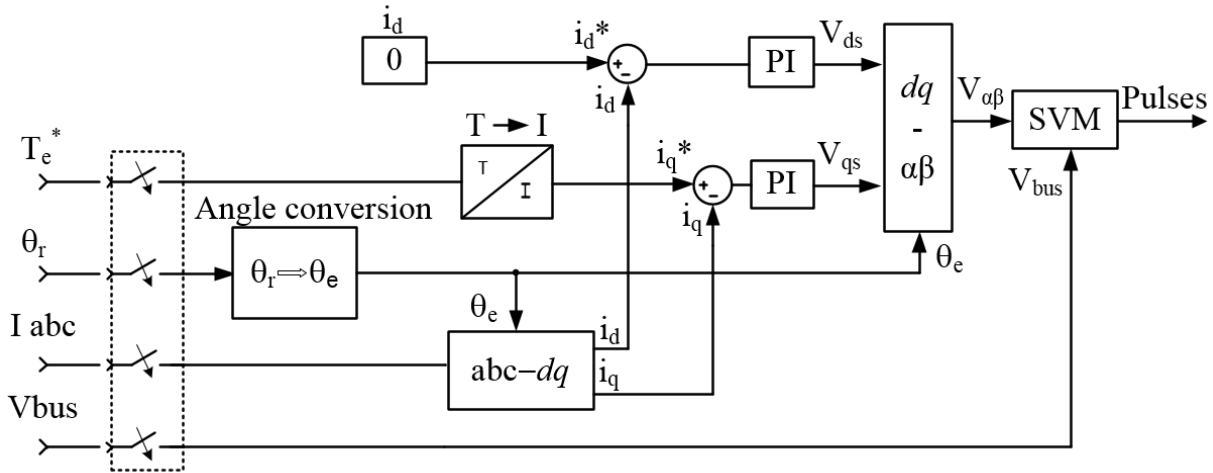 i_d
0
i_d*
+
-
i_d
PI
V_ds
dq
-
αβ
V_αβ
SVM
Pulses
V_bus
T → I
T
I
i_q*
+
-
i_q
PI
V_qs
θ_e
T_e*
Angle conversion
θ_r
θ_r⇒θ_e
θ_e
I abc
abc–dq
i_d
i_q
Vbus